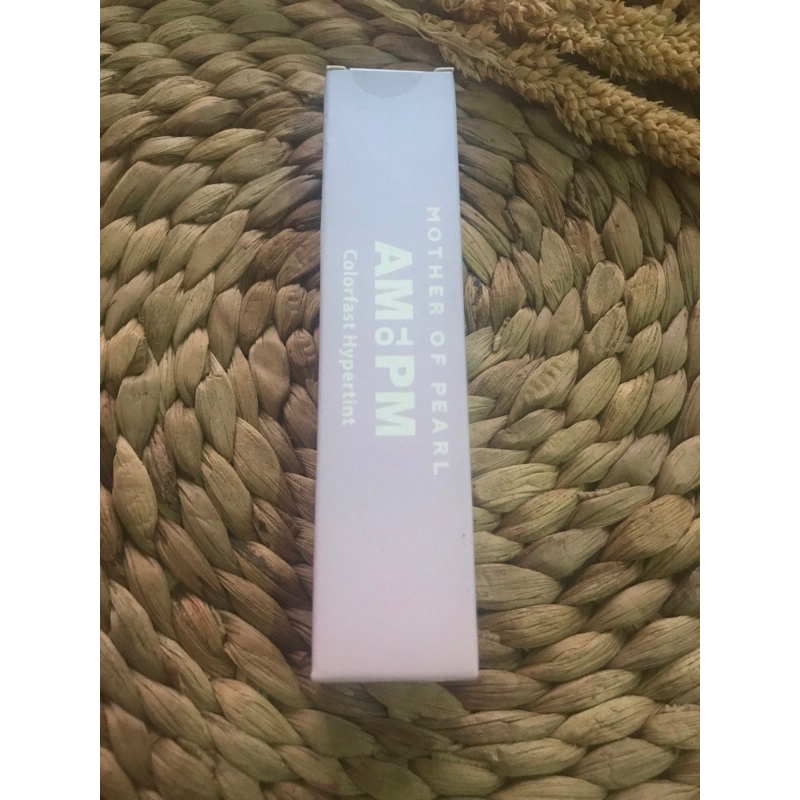 MOTHER OF PEARL
AM to PM
Colorfast Hypertint